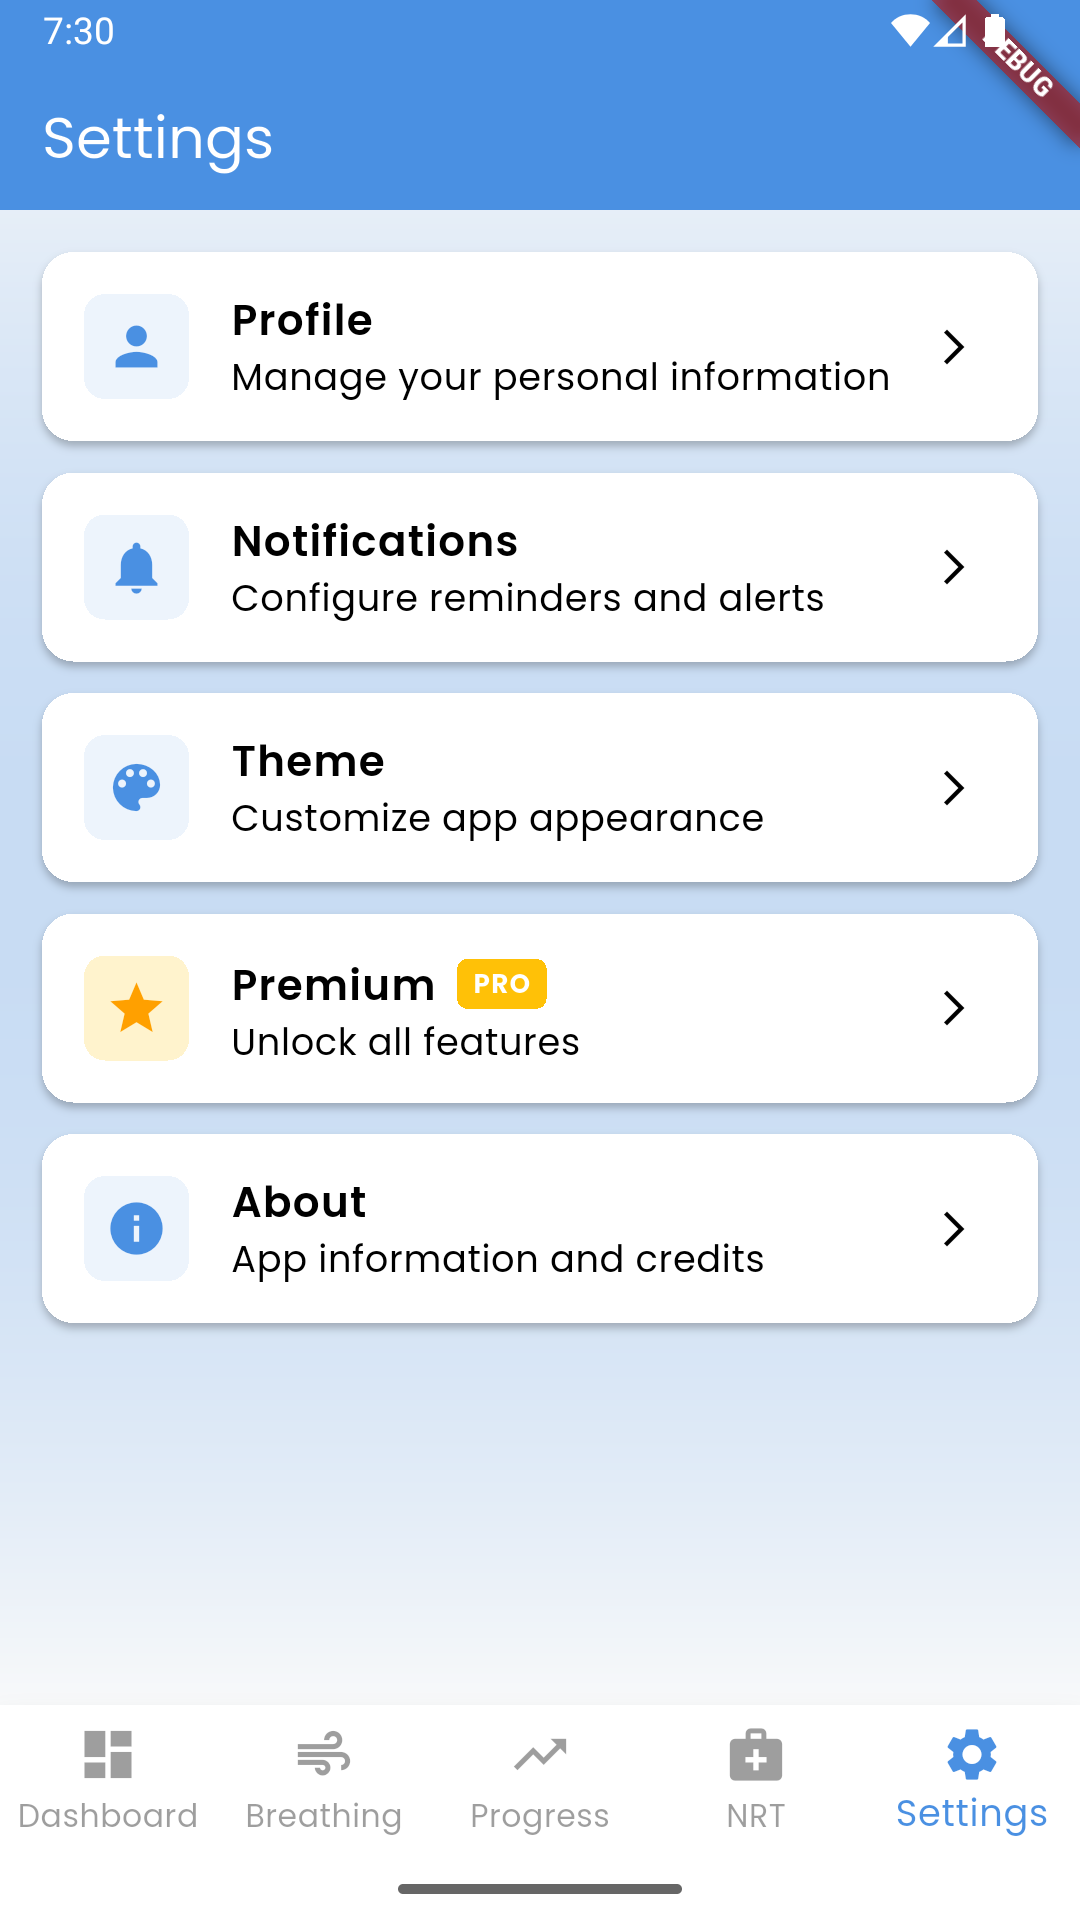 7:30
EBUG
Settings
Profile
Manage your personal information
Notifications
Configure reminders and alerts
Theme
Customize app appearance
Premium PRO
Unlock all features
About
App information and credits
Dashboard Breathing Progress NRT Settings